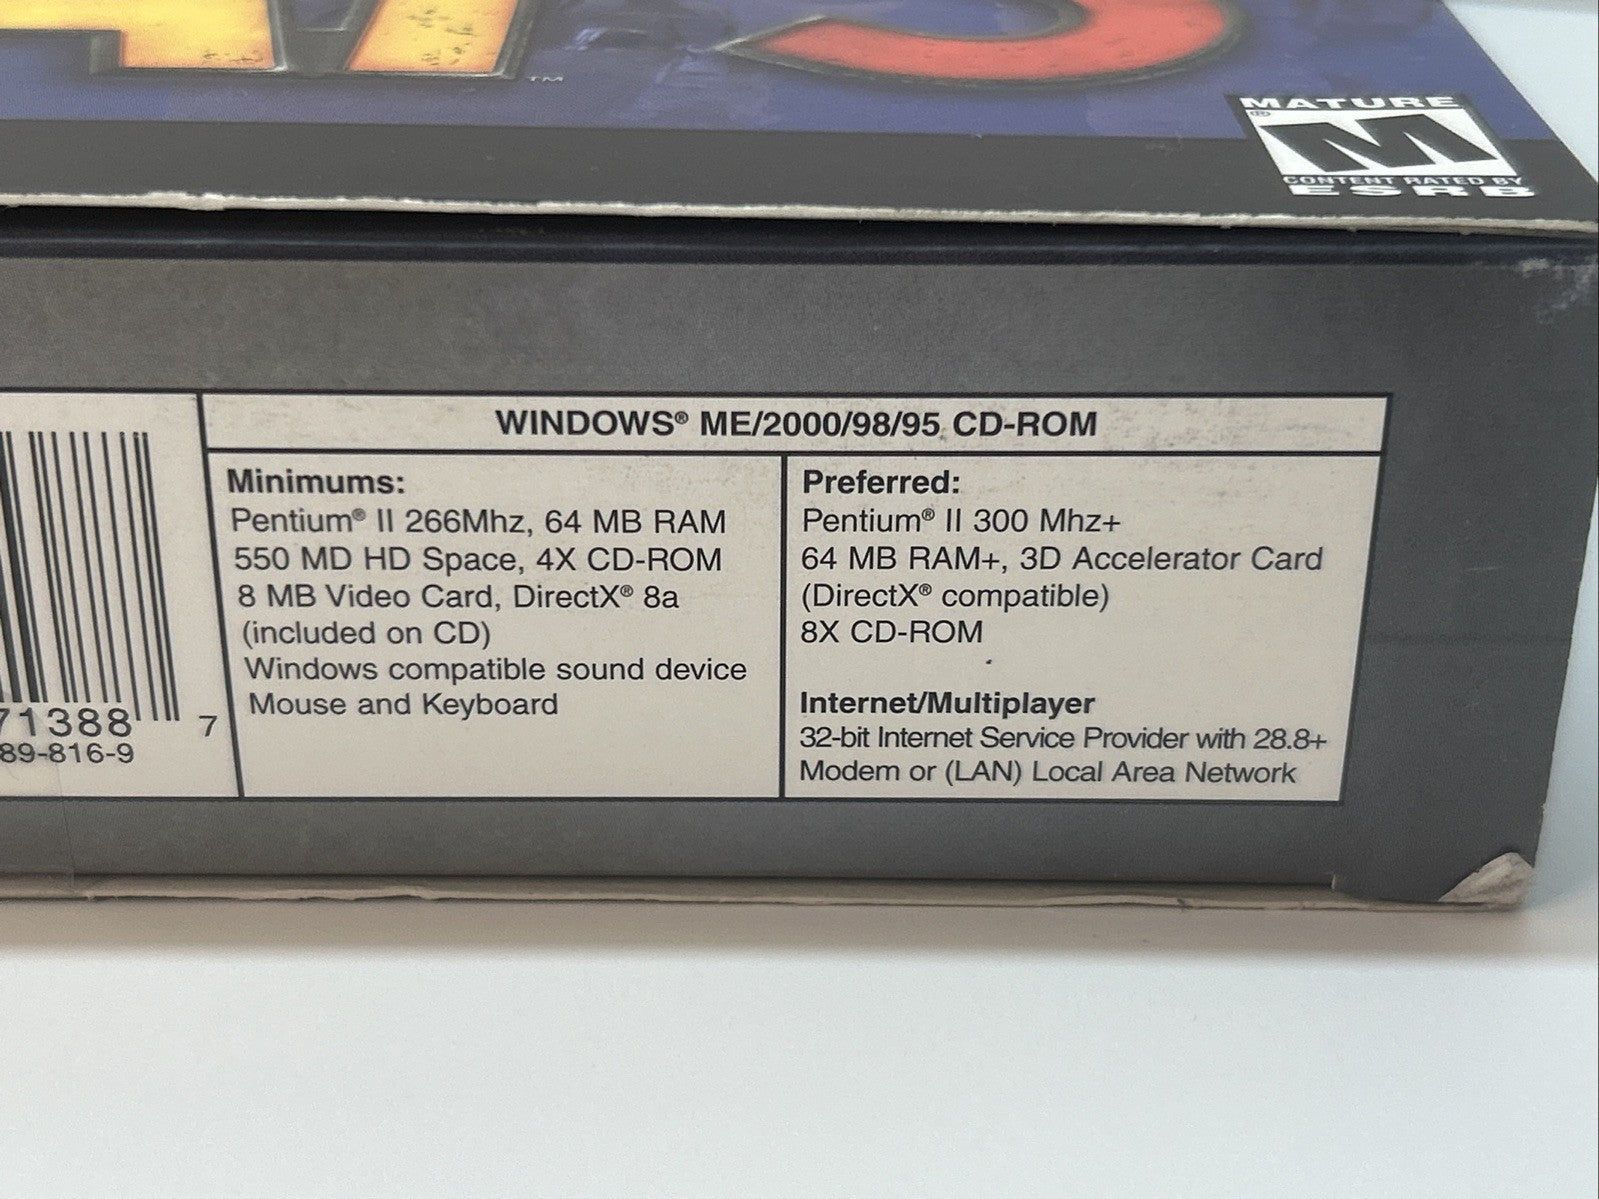 ™
MATURE
®
M
CONTENT RATED BY
ESRB
WINDOWS® ME/2000/98/95 CD-ROM
Minimums:
Pentium® II 266Mhz, 64 MB RAM
550 MD HD Space, 4X CD-ROM
8 MB Video Card, DirectX® 8a
(included on CD)
Windows compatible sound device
Mouse and Keyboard
Preferred:
Pentium® II 300 Mhz+
64 MB RAM+, 3D Accelerator Card
(DirectX® compatible)
8X CD-ROM
Internet/Multiplayer
32-bit Internet Service Provider with 28.8+
Modem or (LAN) Local Area Network
71388 7
89-816-9